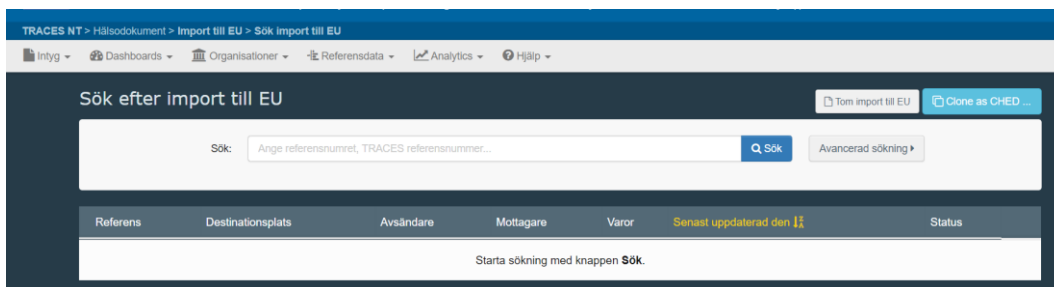 TRACES NT > Hälsodokument > Import till EU > Sök import till EU
Intyg Dashboards Organisationer Referensdata Analytics Hjälp
Sök efter import till EU
Tom import till EU Clone as CHED ...
Sök: Ange referensnumret, TRACES referensnummer... Sök Avancerad sökning
Referens Destinationsplats Avsändare Mottagare Varor Senast uppdaterad den Status
Starta sökning med knappen Sök.